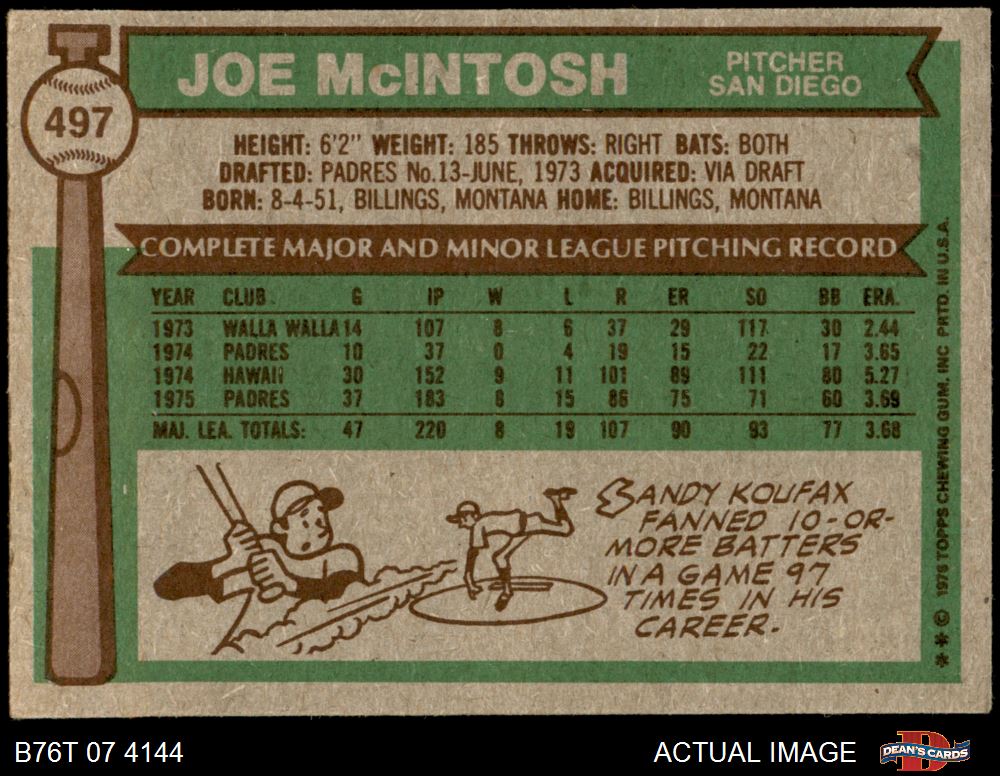 497
JOE McINTOSH
PITCHER
SAN DIEGO
HEIGHT: 6'2" WEIGHT: 185 THROWS: RIGHT BATS: BOTH
DRAFTED: PADRES No.13-JUNE, 1973 ACQUIRED: VIA DRAFT
BORN: 8-4-51, BILLINGS, MONTANA HOME: BILLINGS, MONTANA
COMPLETE MAJOR AND MINOR LEAGUE PITCHING RECORD
YEAR CLUB G IP W L R ER SO BB ERA.
1973 WALLA WALLA 14 107 8 6 37 29 117 30 2.44
1974 PADRES 10 37 0 4 19 15 22 17 3.65
1974 HAWAII 30 152 9 11 101 89 111 80 5.27
1975 PADRES 37 183 8 15 86 75 71 60 3.69
MAJ. LEA. TOTALS: 47 220 8 19 107 90 93 77 3.68
SANDY KOUFAX
FANNED 10-OR-
MORE BATTERS
IN A GAME 97
TIMES IN HIS
CAREER.
** © 1976 TOPPS CHEWING GUM, INC PRTD. IN U.S.A.
B76T 07 4144
ACTUAL IMAGE
DEAN'S CARDS